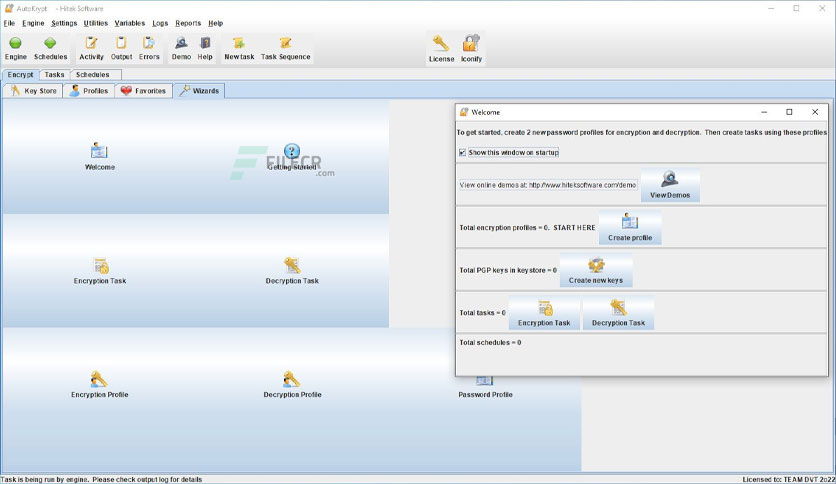 AutoKrypt - Hitek Software
File Engine Settings Utilities Variables Logs Reports Help
Engine Schedules Activity Output Errors Demo Help New task Task Sequence License Iconify
Encrypt Tasks Schedules
Key Store Profiles Favorites Wizards
Welcome
Getting Started
FILECR
.com
Encryption Task
Decryption Task
Encryption Profile
Decryption Profile
Password Profile
Welcome
To get started, create 2 new password profiles for encryption and decryption. Then create tasks using these profiles
Show this window on startup
View online demos at: http://www.hiteksoftware.com/demo
View Demos
Total encryption profiles = 0. START HERE
Create profile
Total PGP keys in keystore = 0
Create new keys
Total tasks = 0
Encryption Task
Decryption Task
Total schedules = 0
Task is being run by engine. Please check output log for details
Licensed to: TEAM DVT 2022